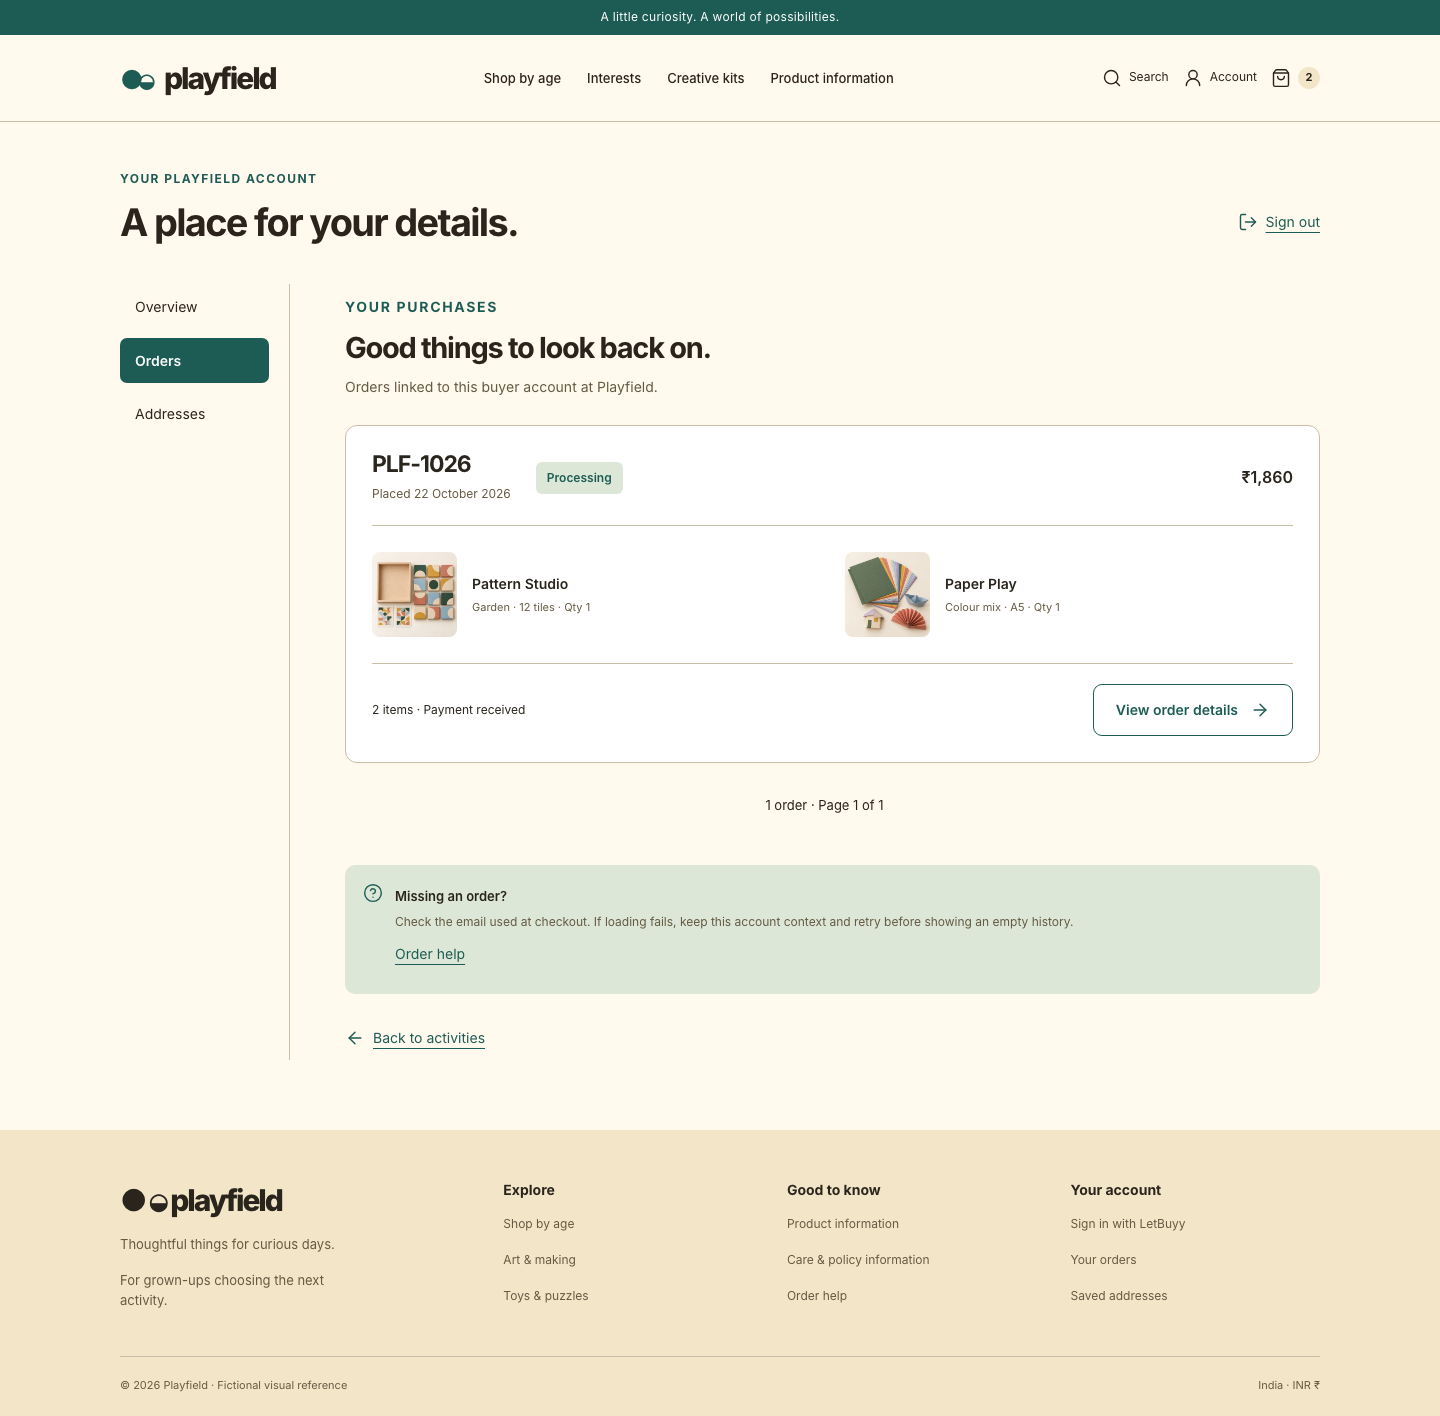 A little curiosity. A world of possibilities.
playfield
Shop by age
Interests
Creative kits
Product information
Search
Account
2
YOUR PLAYFIELD ACCOUNT
A place for your details.
Sign out
Overview
Orders
Addresses
YOUR PURCHASES
Good things to look back on.
Orders linked to this buyer account at Playfield.
PLF-1026
Placed 22 October 2026
Processing
₹1,860
Pattern Studio
Garden · 12 tiles · Qty 1
Paper Play
Colour mix · A5 · Qty 1
2 items · Payment received
View order details
1 order · Page 1 of 1
Missing an order?
Check the email used at checkout. If loading fails, keep this account context and retry before showing an empty history.
Order help
Back to activities
playfield
Thoughtful things for curious days.
For grown-ups choosing the next
activity.
Explore
Shop by age
Art & making
Toys & puzzles
Good to know
Product information
Care & policy information
Order help
Your account
Sign in with LetBuyy
Your orders
Saved addresses
© 2026 Playfield · Fictional visual reference
India · INR ₹